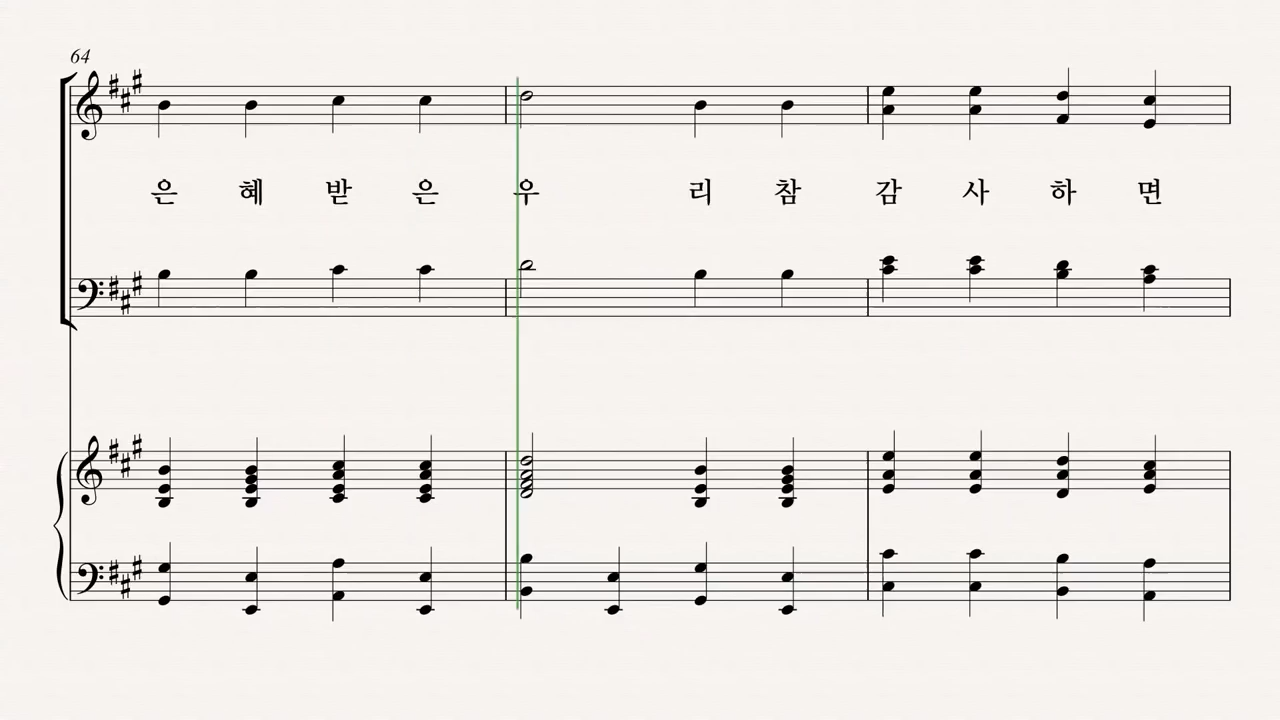 64
은 혜 받 은 우 리 참 감 사 하 면